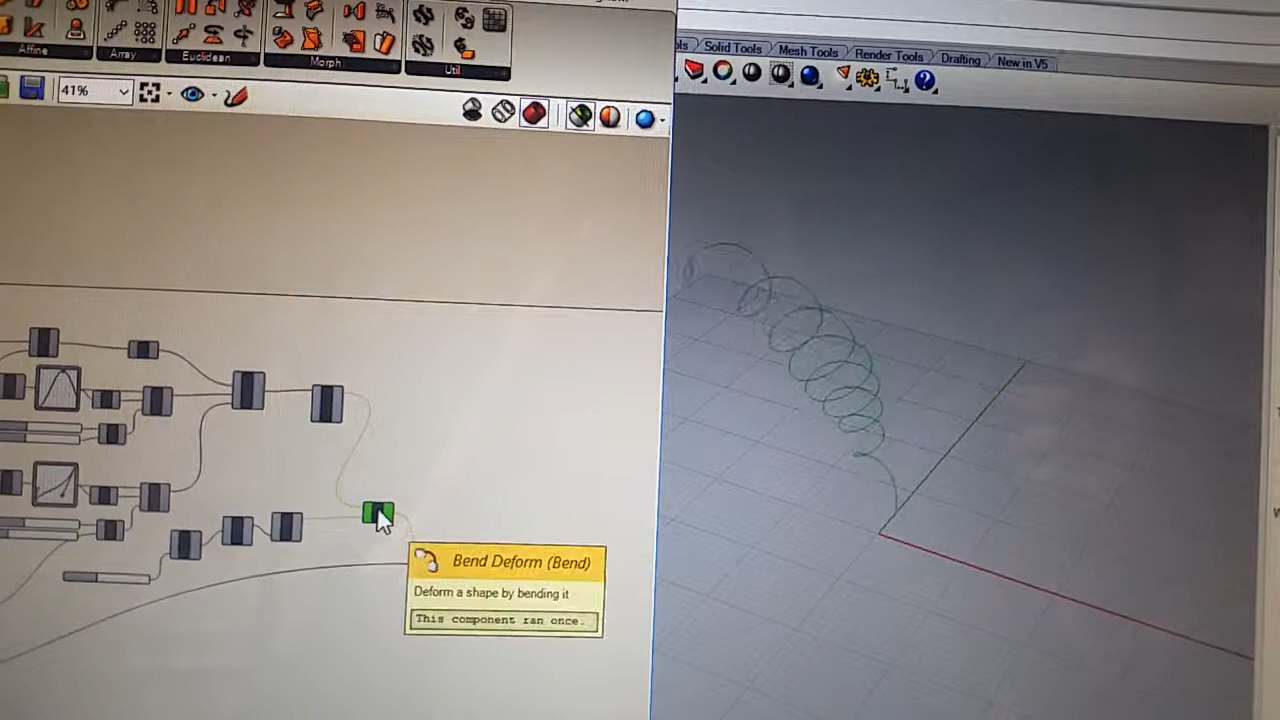 Affine
Array
Euclidean
Morph
Util
41%
Solid Tools
Mesh Tools
Render Tools
Drafting
New in V5
Bend Deform (Bend)
Deform a shape by bending it
This component ran once.